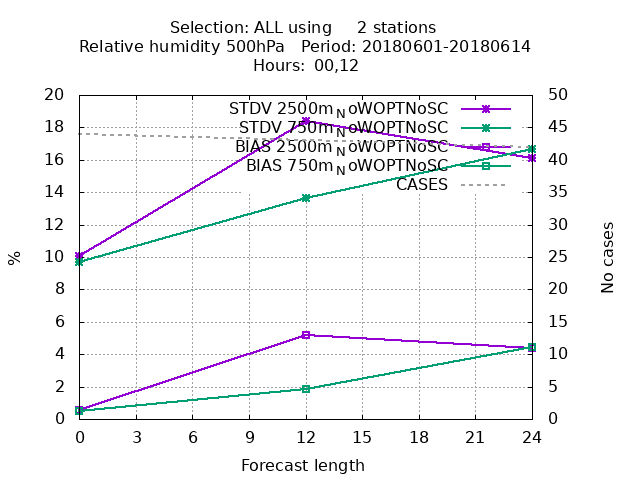 Selection: ALL using     2 stations
Relative humidity 500hPa   Period: 20180601-20180614
Hours: 00,12
STDV 2500m_NoWOPTNoSC
STDV 750m_NoWOPTNoSC
BIAS 2500m_NoWOPTNoSC
BIAS 750m_NoWOPTNoSC
CASES
%
20
18
16
14
12
10
8
6
4
2
0
No cases
50
45
40
35
30
25
20
15
10
5
0
0 3 6 9 12 15 18 21 24
Forecast length